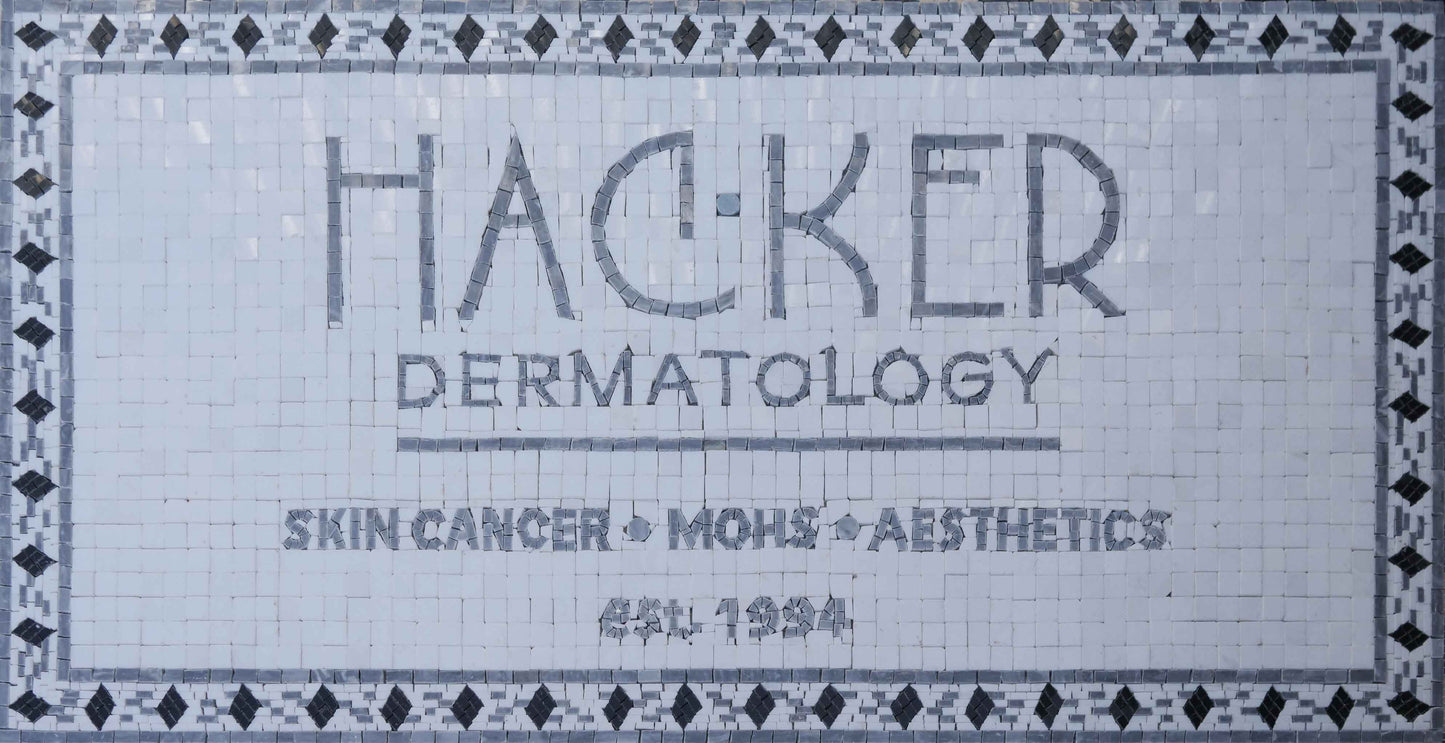 HACKER
DERMATOLOGY
SKIN CANCER • MOHS • AESTHETICS
est. 1994